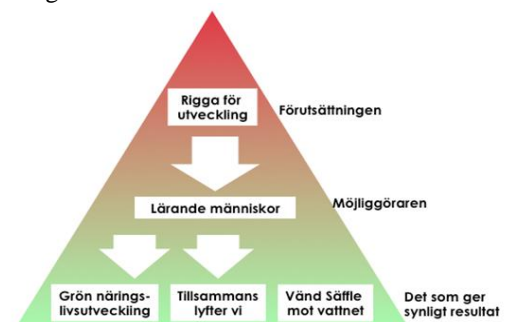 Rigga för
utveckling
Förutsättningen
Lärande människor
Möjliggöraren
Grön närings-
livsutveckling
Tillsammans
lyfter vi
Vänd Säffle
mot vattnet
Det som ger
synligt resultat